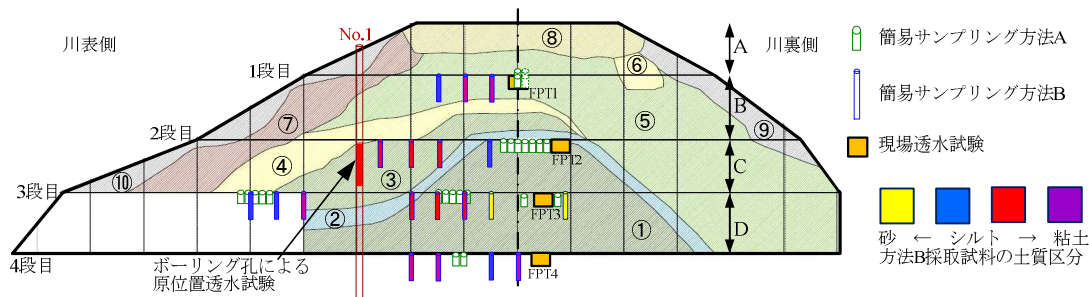 No.1
川表側
川裏側
⑧
A
⑥
1段目
FPT1
B
⑦
⑤
⑨
2段目
FPT2
④
③
C
⑩
3段目
②
FPT3
①
D
4段目
FPT4
ボーリング孔による
原位置透水試験
簡易サンプリング方法A
簡易サンプリング方法B
現場透水試験
砂 ← シルト → 粘土
方法B採取試料の土質区分